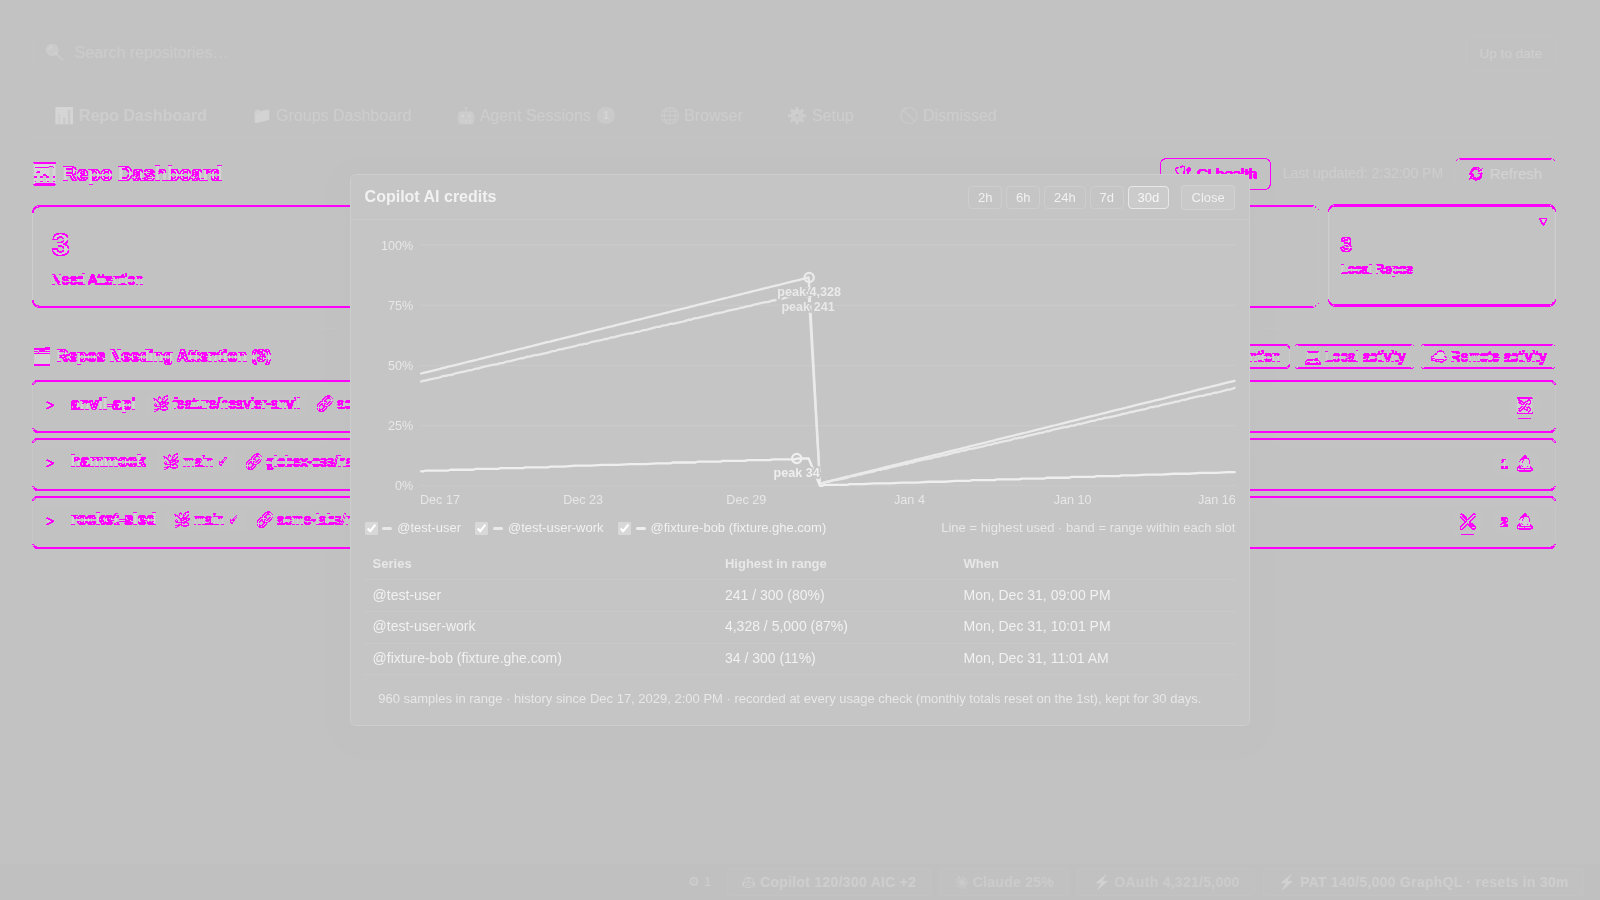 Search repositories...
Up to date
Repo Dashboard
Groups Dashboard
Agent Sessions 1
Browser
Setup
Dismissed
Repo Dashboard
CI health
Last updated: 2:32:00 PM
Refresh
3
Need Attention
Local Repos
Repos Needing Attention (3)
Local activity
Remote activity
Copilot AI credits
2h
6h
24h
7d
30d
Close
100%
75%
50%
25%
0%
peak 4,328
peak 241
peak 34
Dec 17
Dec 23
Dec 29
Jan 4
Jan 10
Jan 16
@test-user
@test-user-work
@fixture-bob (fixture.ghe.com)
Line = highest used · band = range within each slot
Series Highest in range When
@test-user 241 / 300 (80%) Mon, Dec 31, 09:00 PM
@test-user-work 4,328 / 5,000 (87%) Mon, Dec 31, 10:01 PM
@fixture-bob (fixture.ghe.com) 34 / 300 (11%) Mon, Dec 31, 11:01 AM
960 samples in range · history since Dec 17, 2029, 2:00 PM · recorded at every usage check (monthly totals reset on the 1st), kept for 30 days.
1
Copilot 120/300 AIC +2
Claude 25%
OAuth 4,321/5,000
PAT 140/5,000 GraphQL · resets in 30m